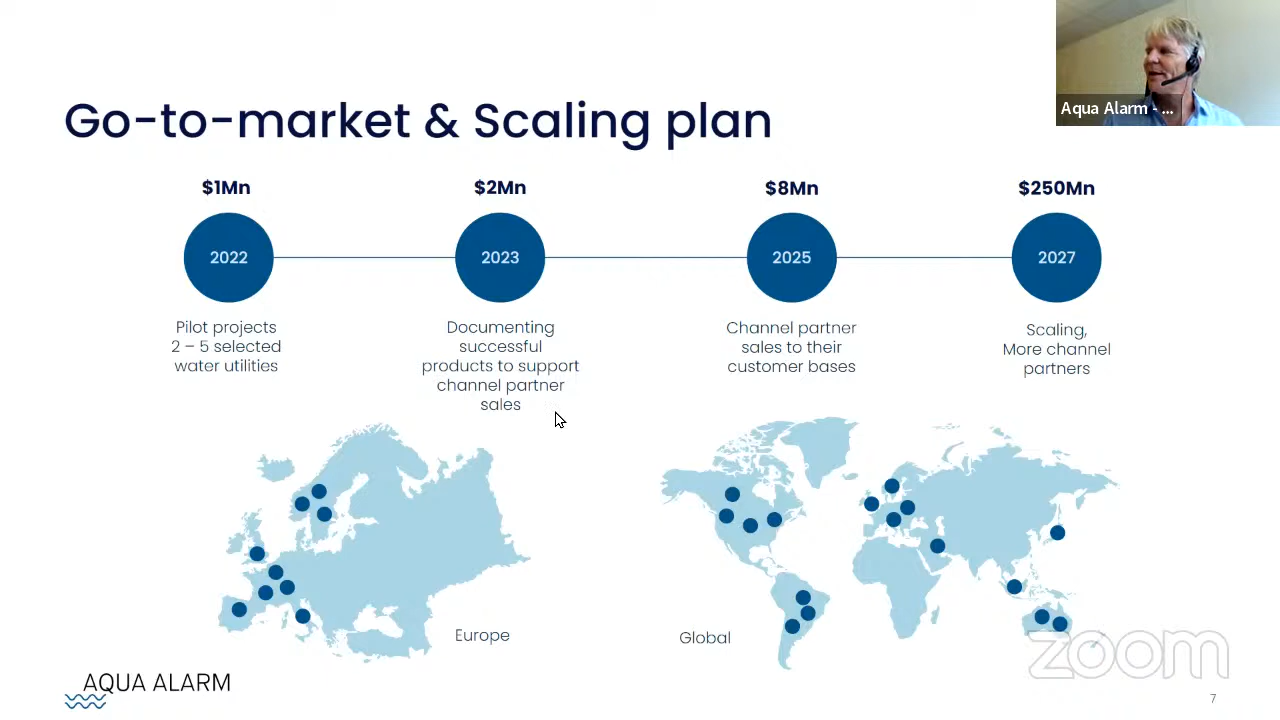 Aqua Alarm - ...
Go-to-market & Scaling plan
$1Mn
$2Mn
$8Mn
$250Mn
2022
2023
2025
2027
Pilot projects
2 – 5 selected
water utilities
Documenting
successful
products to support
channel partner
sales
Channel partner
sales to their
customer bases
Scaling,
More channel
partners
Europe
Global
AQUA ALARM
zoom
7